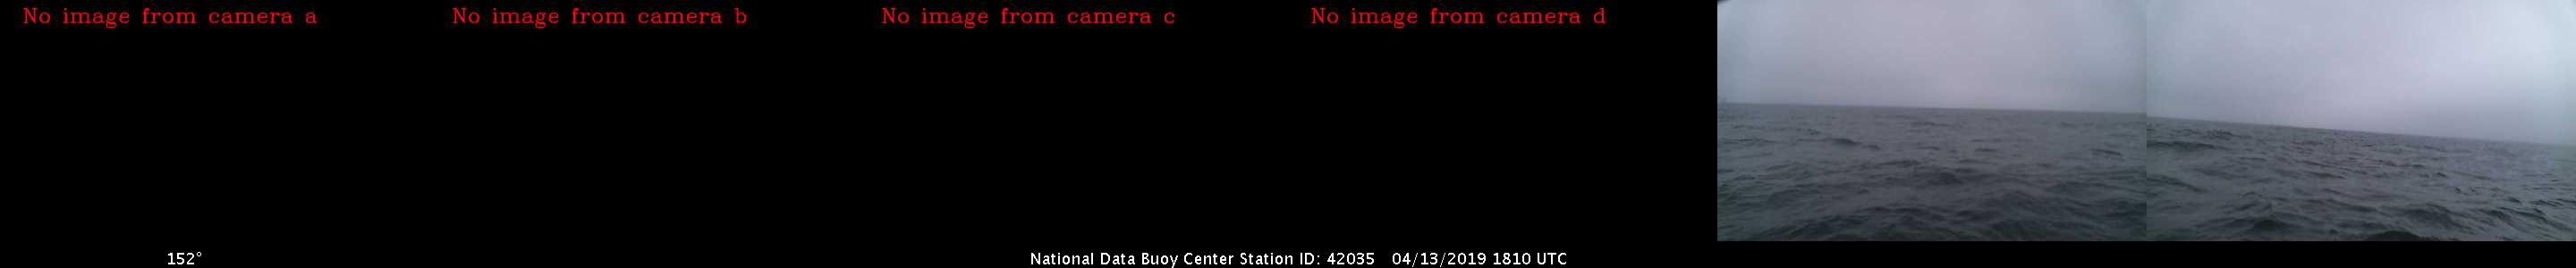 No image from camera a
No image from camera b
No image from camera c
No image from camera d
152°
National Data Buoy Center Station ID: 42035 04/13/2019 1810 UTC